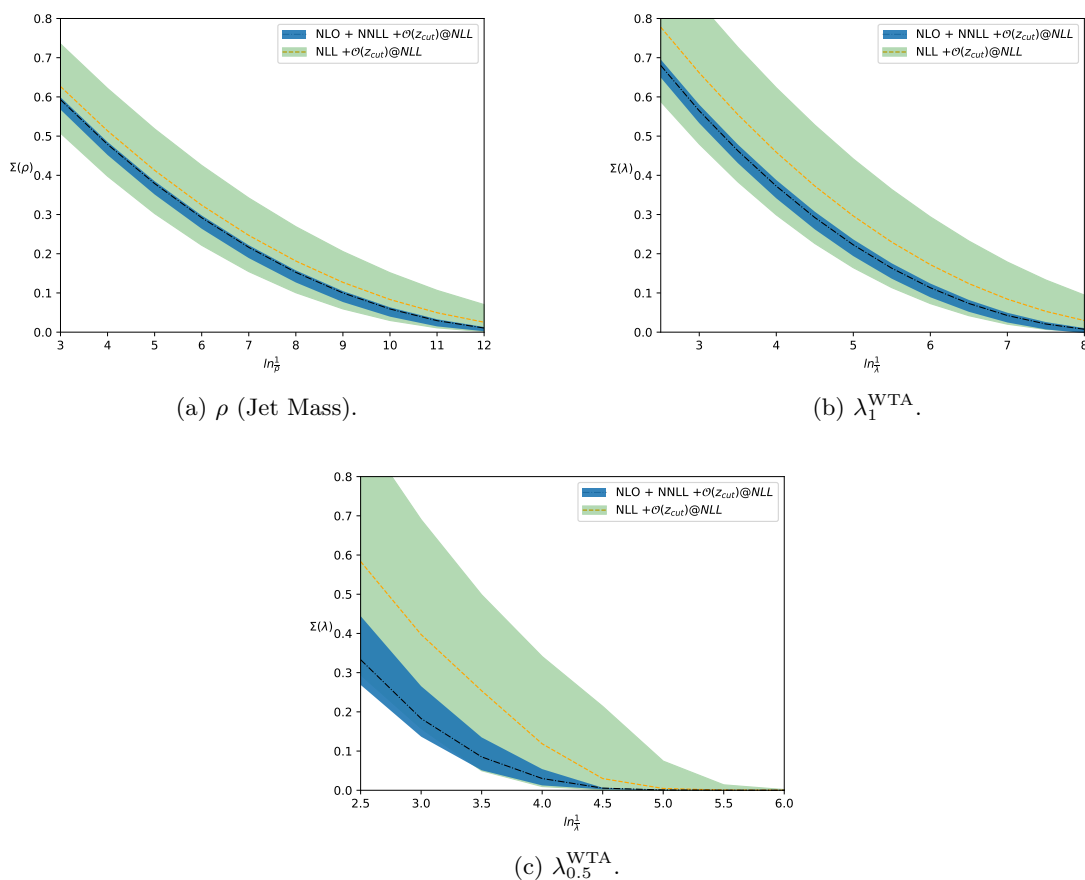 0.8
0.7
0.6
0.5
0.4
0.3
0.2
0.1
0.0
Σ(ρ)
NLO + NNLL +𝒪(z_cut)@NLL
NLL +𝒪(z_cut)@NLL
3 4 5 6 7 8 9 10 11 12
ln 1/ρ
(a) ρ (Jet Mass).
0.8
0.7
0.6
0.5
0.4
0.3
0.2
0.1
0.0
Σ(λ)
NLO + NNLL +𝒪(z_cut)@NLL
NLL +𝒪(z_cut)@NLL
3 4 5 6 7 8
ln 1/λ
(b) λ_1^WTA.
0.8
0.7
0.6
0.5
0.4
0.3
0.2
0.1
0.0
Σ(λ)
NLO + NNLL +𝒪(z_cut)@NLL
NLL +𝒪(z_cut)@NLL
2.5 3.0 3.5 4.0 4.5 5.0 5.5 6.0
ln 1/λ
(c) λ_0.5^WTA.